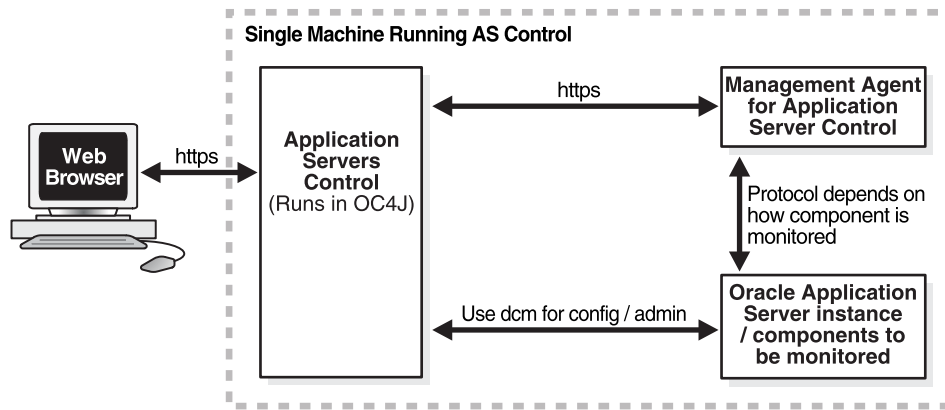 Single Machine Running AS Control
Web
Browser
https
Application
Servers
Control
(Runs in OC4J)
https
Management Agent
for Application
Server Control
Protocol depends on
how component is
monitored
Use dcm for config / admin
Oracle Application
Server instance
/ components to
be monitored